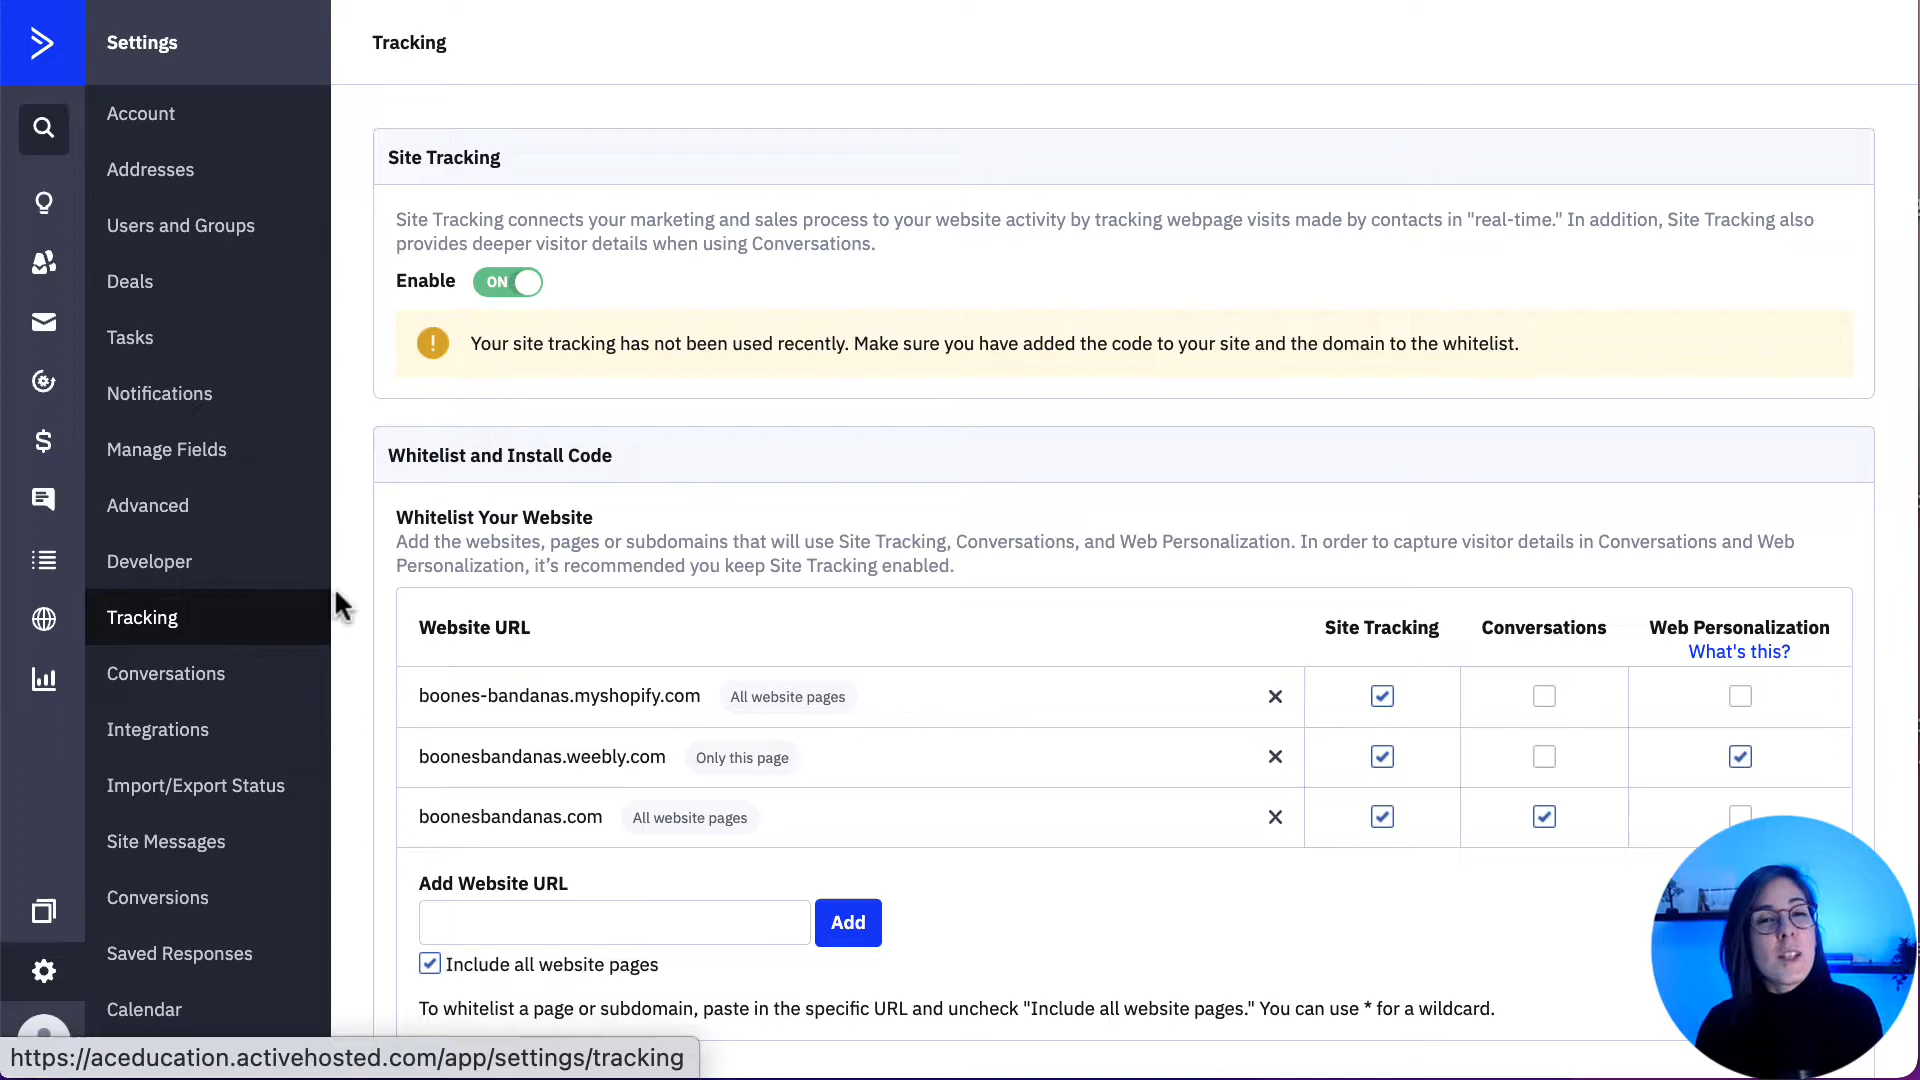 Settings
Tracking
Account
Addresses
Users and Groups
Deals
Tasks
Notifications
Manage Fields
Advanced
Developer
Tracking
Conversations
Integrations
Import/Export Status
Site Messages
Conversions
Saved Responses
Calendar
Site Tracking
Site Tracking connects your marketing and sales process to your website activity by tracking webpage visits made by contacts in "real-time." In addition, Site Tracking also
provides deeper visitor details when using Conversations.
Enable ON
! Your site tracking has not been used recently. Make sure you have added the code to your site and the domain to the whitelist.
Whitelist and Install Code
Whitelist Your Website
Add the websites, pages or subdomains that will use Site Tracking, Conversations, and Web Personalization. In order to capture visitor details in Conversations and Web
Personalization, it’s recommended you keep Site Tracking enabled.
Website URL Site Tracking Conversations Web Personalization
What's this?
boones-bandanas.myshopify.com All website pages
boonesbandanas.weebly.com Only this page
boonesbandanas.com All website pages
Add Website URL
Add
Include all website pages
To whitelist a page or subdomain, paste in the specific URL and uncheck "Include all website pages." You can use * for a wildcard.
https://aceducation.activehosted.com/app/settings/tracking